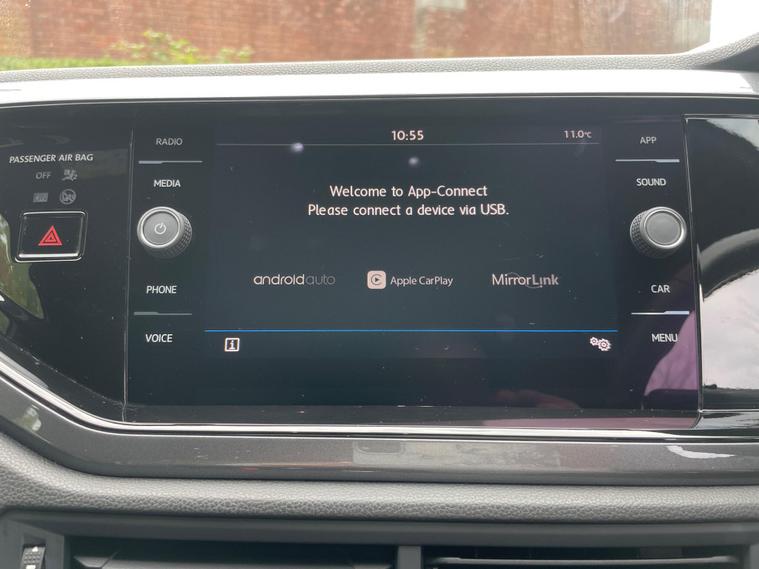 10:55
11.0°C
RADIO
MEDIA
PHONE
VOICE
PASSENGER AIR BAG
OFF
Welcome to App-Connect
Please connect a device via USB.
androidauto
Apple CarPlay
MirrorLink
i
APP
SOUND
CAR
MENU